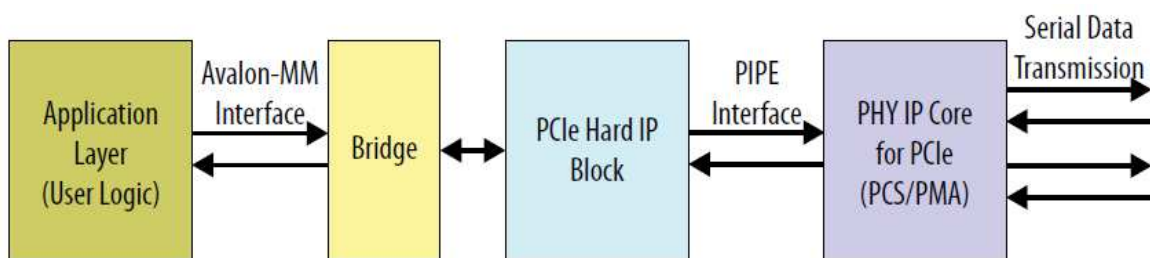 Application
Layer
(User Logic)
Avalon-MM
Interface
Bridge
PCIe Hard IP
Block
PIPE
Interface
PHY IP Core
for PCIe
(PCS/PMA)
Serial Data
Transmission